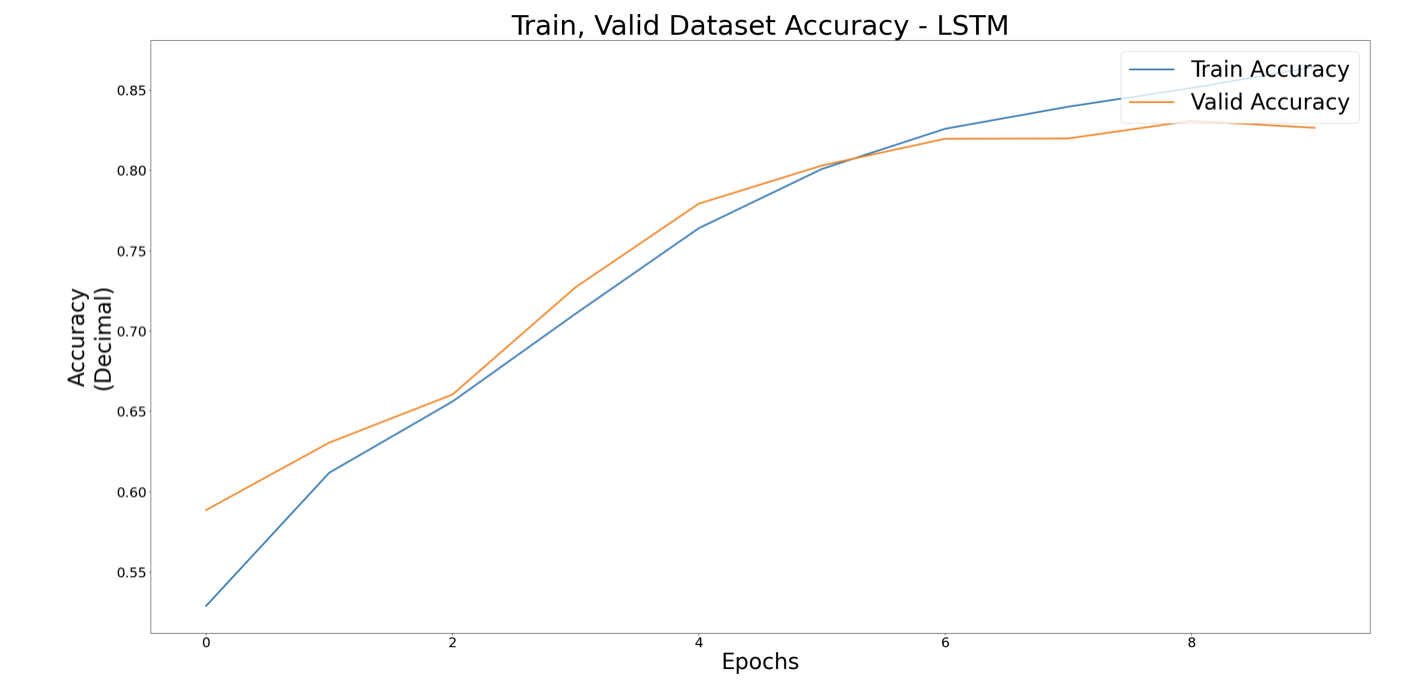 Train, Valid Dataset Accuracy - LSTM
Train Accuracy
Valid Accuracy
0.85
0.80
0.75
0.70
0.65
0.60
0.55
Accuracy
(Decimal)
0 2 4 6 8
Epochs